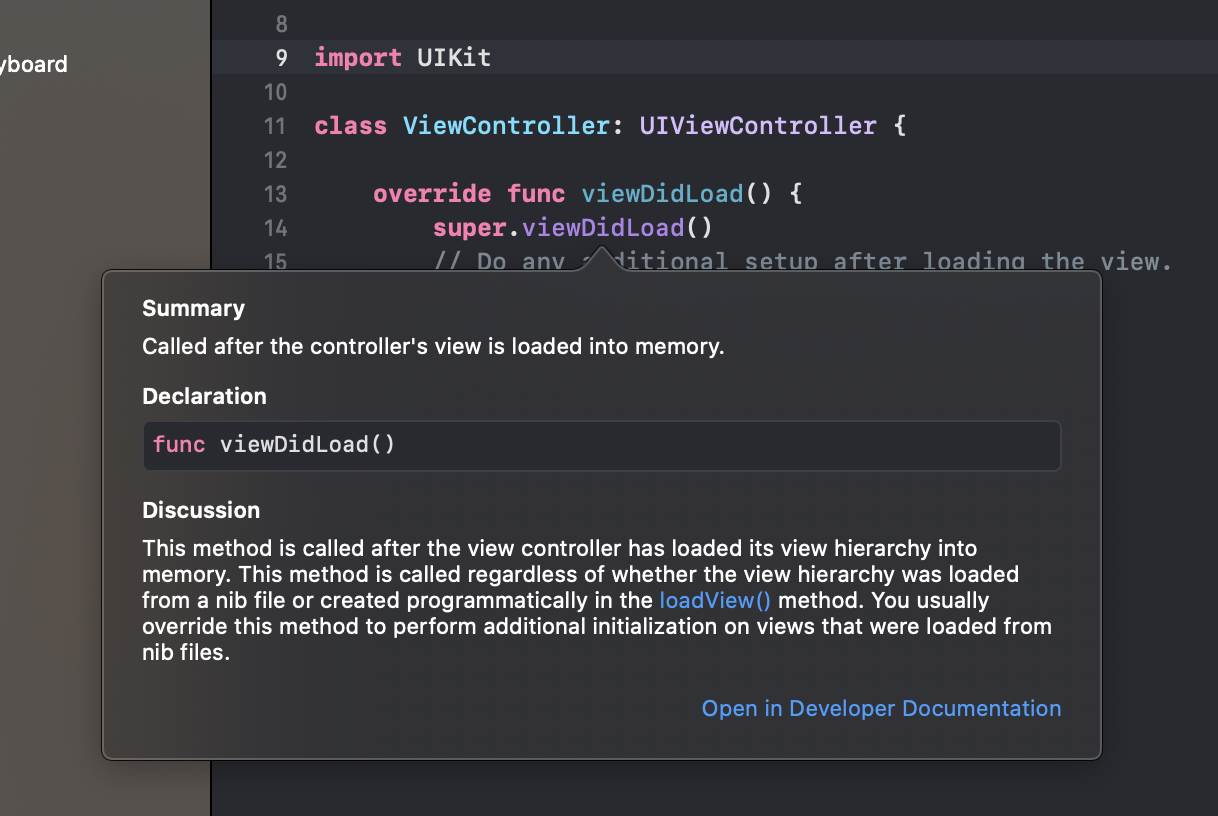 8
yboard
9 import UIKit
10
11 class ViewController: UIViewController {
12
13 override func viewDidLoad() {
14 super.viewDidLoad()
15 // Do any additional setup after loading the view.
Summary
Called after the controller's view is loaded into memory.
Declaration
func viewDidLoad()
Discussion
This method is called after the view controller has loaded its view hierarchy into
memory. This method is called regardless of whether the view hierarchy was loaded
from a nib file or created programmatically in the loadView() method. You usually
override this method to perform additional initialization on views that were loaded from
nib files.
Open in Developer Documentation